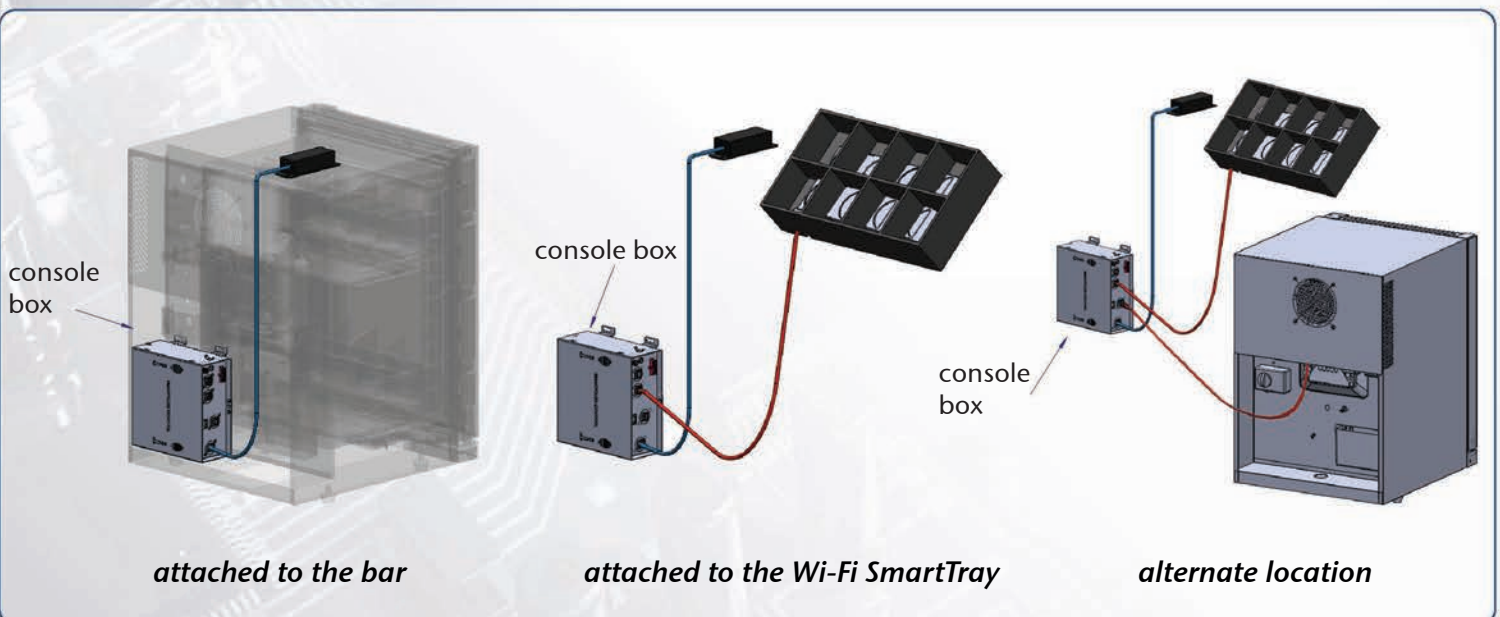 console
box
console box
console
box
attached to the bar
attached to the Wi-Fi SmartTray
alternate location